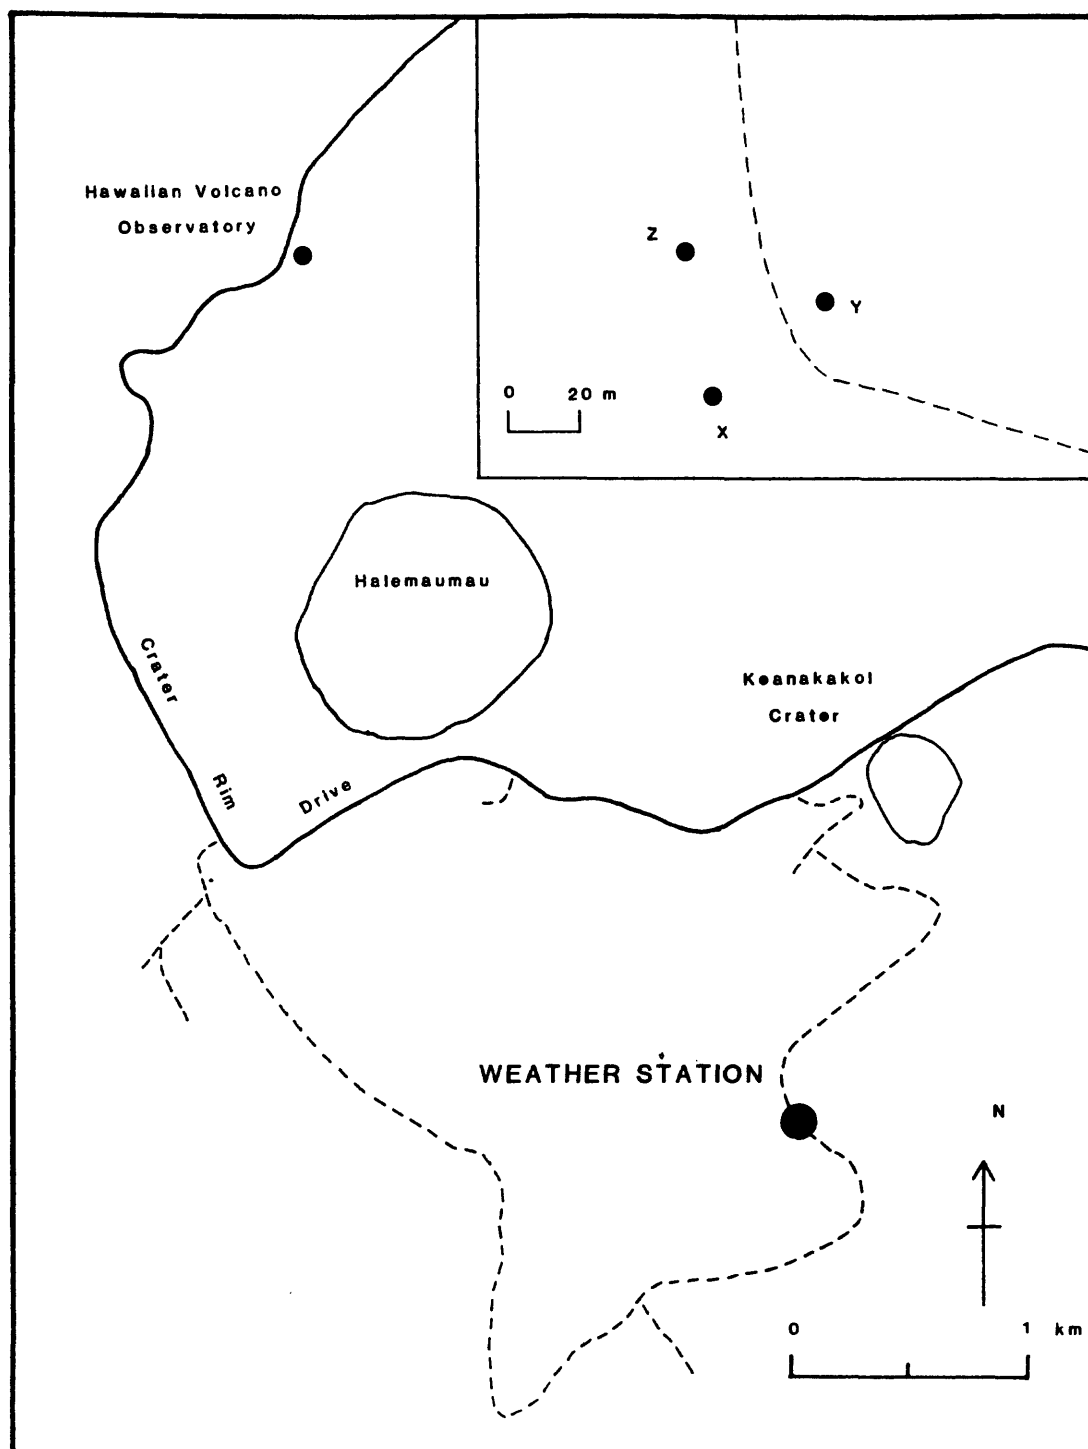 Hawaiian Volcano
Observatory
Z
Y
0 20 m
X
Halemaumau
Crater
Rim
Drive
Keanakakoi
Crater
WEATHER STATION
N
0 1 km